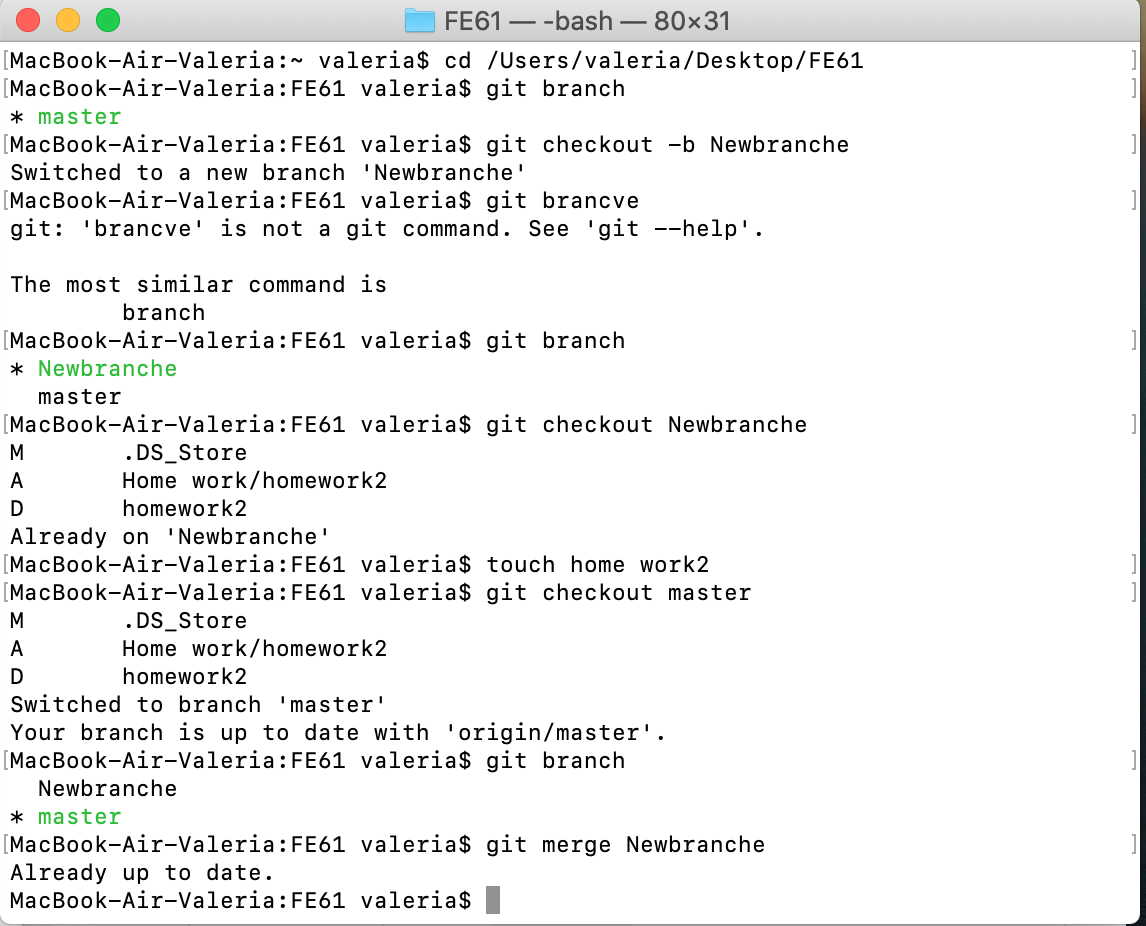 FE61 — -bash — 80×31
[MacBook-Air-Valeria:~ valeria$ cd /Users/valeria/Desktop/FE61 ]
[MacBook-Air-Valeria:FE61 valeria$ git branch ]
* master
[MacBook-Air-Valeria:FE61 valeria$ git checkout -b Newbranche ]
Switched to a new branch 'Newbranche'
[MacBook-Air-Valeria:FE61 valeria$ git brancve ]
git: 'brancve' is not a git command. See 'git --help'.

The most similar command is
        branch
[MacBook-Air-Valeria:FE61 valeria$ git branch ]
* Newbranche
  master
[MacBook-Air-Valeria:FE61 valeria$ git checkout Newbranche ]
M       .DS_Store
A       Home work/homework2
D       homework2
Already on 'Newbranche'
[MacBook-Air-Valeria:FE61 valeria$ touch home work2 ]
[MacBook-Air-Valeria:FE61 valeria$ git checkout master ]
M       .DS_Store
A       Home work/homework2
D       homework2
Switched to branch 'master'
Your branch is up to date with 'origin/master'.
[MacBook-Air-Valeria:FE61 valeria$ git branch ]
  Newbranche
* master
[MacBook-Air-Valeria:FE61 valeria$ git merge Newbranche ]
Already up to date.
MacBook-Air-Valeria:FE61 valeria$